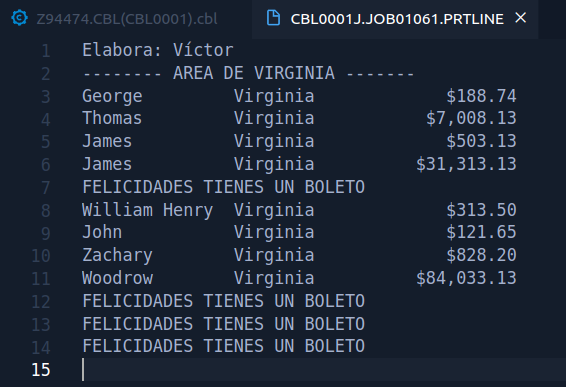 Z94474.CBL(CBL0001).cbl CBL0001J.JOB01061.PRTLINE ×
1 Elabora: Víctor
2 -------- AREA DE VIRGINIA -------
3 George Virginia $188.74
4 Thomas Virginia $7,008.13
5 James Virginia $503.13
6 James Virginia $31,313.13
7 FELICIDADES TIENES UN BOLETO
8 William Henry Virginia $313.50
9 John Virginia $121.65
10 Zachary Virginia $828.20
11 Woodrow Virginia $84,033.13
12 FELICIDADES TIENES UN BOLETO
13 FELICIDADES TIENES UN BOLETO
14 FELICIDADES TIENES UN BOLETO
15